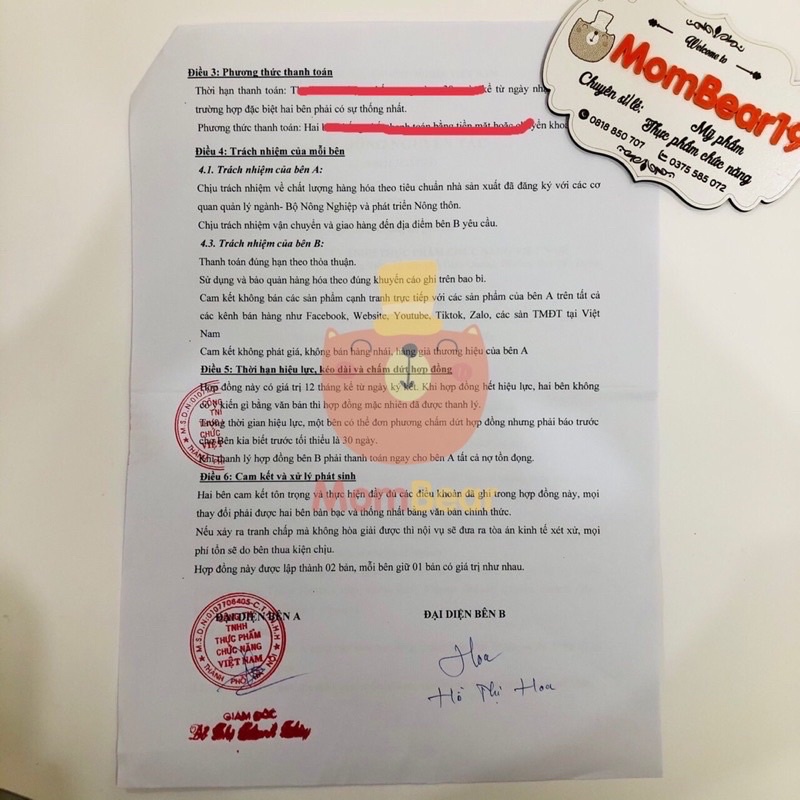 Điều 3: Phương thức thanh toán
Thời hạn thanh toán: kể từ ngày
trường hợp đặc biệt hai bên phải có sự thống nhất.
Phương thức thanh toán: Hai
Điều 4: Trách nhiệm của mỗi bên
4.1. Trách nhiệm của bên A:
Chịu trách nhiệm về chất lượng hàng hóa theo tiêu chuẩn nhà sản xuất đã đăng ký với các cơ
quan quản lý ngành- Bộ Nông Nghiệp và phát triển Nông thôn.
Chịu trách nhiệm vận chuyển và giao hàng đến địa điểm bên B yêu cầu.
4.3. Trách nhiệm của bên B:
Thanh toán đúng hạn theo thỏa thuận.
Sử dụng và bảo quản hàng hóa theo đúng khuyến cáo ghi trên bao bì.
Cam kết không bán các sản phẩm cạnh tranh trực tiếp với các sản phẩm của bên A trên tất cả
các kênh bán hàng như Facebook, Website, Youtube, Tiktok, Zalo, các sàn TMĐT tại Việt
Nam
Cam kết không phát giá, không bán hàng nhái, hàng giả thương hiệu của bên A
Điều 5: Thời hạn hiệu lực, kéo dài và chấm dứt hợp đồng
Hợp đồng này có giá trị 12 tháng kể từ ngày ký kết. Khi hợp đồng hết hiệu lực, hai bên không
có ý kiến gì bằng văn bản thì hợp đồng mặc nhiên đã được thanh lý.
Trong thời gian hiệu lực, một bên có thể đơn phương chấm dứt hợp đồng nhưng phải báo trước
cho Bên kia biết trước tối thiểu là 30 ngày.
Khi thanh lý hợp đồng bên B phải thanh toán ngay cho bên A tất cả nợ tồn đọng.
Điều 6: Cam kết và xử lý phát sinh
Hai bên cam kết tôn trọng và thực hiện đầy đủ các điều khoản đã ghi trong hợp đồng này, mọi
thay đổi phải được hai bên bàn bạc và thống nhất bằng văn bản chính thức.
Nếu xảy ra tranh chấp mà không hòa giải được thì nội vụ sẽ đưa ra tòa án kinh tế xét xử, mọi
phí tổn sẽ do bên thua kiện chịu.
Hợp đồng này được lập thành 02 bản, mỗi bên giữ 01 bản có giá trị như nhau.
ĐẠI DIỆN BÊN A
ĐẠI DIỆN BÊN B
M.S.D.N:0107706405-C.T.T.N.H.H
TNHH
THỰC PHẨM
CHỨC NĂNG
VIỆT NAM
THÀNH PHỐ HÀ NỘI
GIÁM ĐỐC
Hoa
Hồ Thị Hoa
MomBear
Welcome to
MomBear19
Chuyên sỉ lẻ:
Mỹ phẩm
Thực phẩm chức năng
0818 850 707
0375 585 072